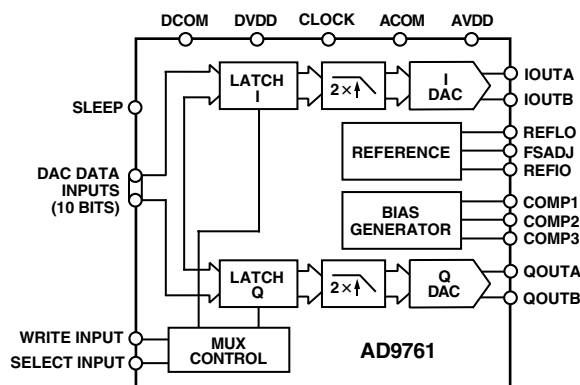 DCOM DVDD CLOCK ACOM AVDD
SLEEP
DAC DATA
INPUTS
(10 BITS)
WRITE INPUT
SELECT INPUT
LATCH
I
2×
I
DAC
IOUTA
IOUTB
REFERENCE
REFLO
FSADJ
REFIO
BIAS
GENERATOR
COMP1
COMP2
COMP3
LATCH
Q
2×
Q
DAC
QOUTA
QOUTB
MUX
CONTROL
AD9761